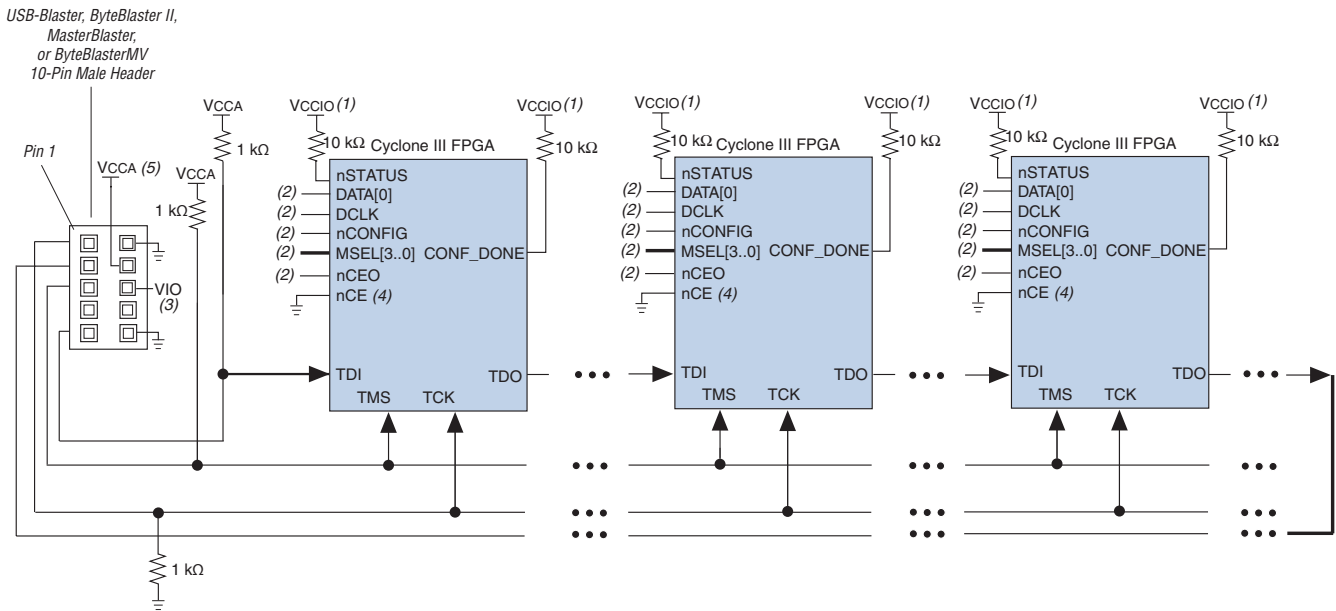 USB-Blaster, ByteBlaster II,
MasterBlaster,
or ByteBlasterMV
10-Pin Male Header
Pin 1
VCCA (5)
VCCA
1 kΩ
VCCA
1 kΩ
VIO
(3)
1 kΩ
VCCIO (1)
10 kΩ
Cyclone III FPGA
VCCIO (1)
10 kΩ
nSTATUS
(2) DATA[0]
(2) DCLK
(2) nCONFIG
(2) MSEL[3..0] CONF_DONE
(2) nCEO
nCE (4)
TDI TDO
TMS TCK
VCCIO (1)
10 kΩ
Cyclone III FPGA
VCCIO (1)
10 kΩ
nSTATUS
(2) DATA[0]
(2) DCLK
(2) nCONFIG
(2) MSEL[3..0] CONF_DONE
(2) nCEO
nCE (4)
TDI TDO
TMS TCK
VCCIO (1)
10 kΩ
Cyclone III FPGA
VCCIO (1)
10 kΩ
nSTATUS
(2) DATA[0]
(2) DCLK
(2) nCONFIG
(2) MSEL[3..0] CONF_DONE
(2) nCEO
nCE (4)
TDI TDO
TMS TCK